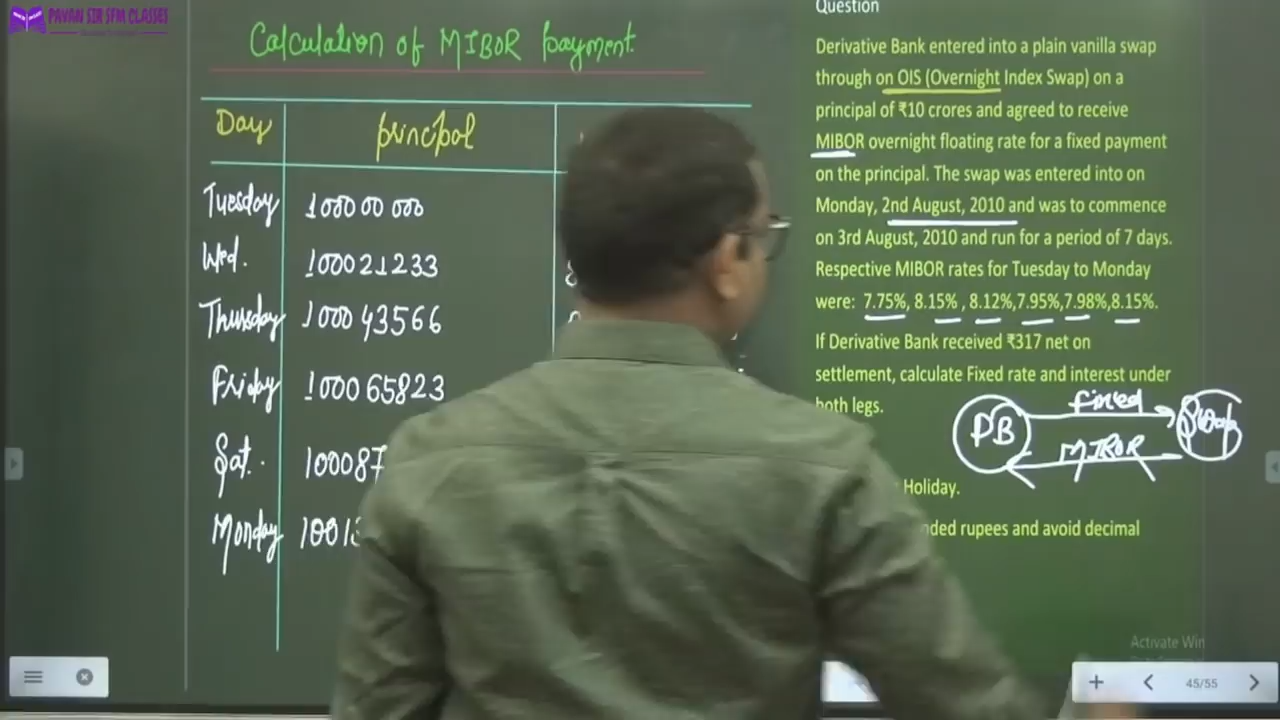 PAVAN SIR SFM CLASSES
Calculation of MIBOR payment.
Day principal
Tuesday 100000000
Wed. 100021233
Thursday 100043566
Friday 100065823
Sat. 100087
Monday 10013
Question
Derivative Bank entered into a plain vanilla swap
through on OIS (Overnight Index Swap) on a
principal of ₹10 crores and agreed to receive
MIBOR overnight floating rate for a fixed payment
on the principal. The swap was entered into on
Monday, 2nd August, 2010 and was to commence
on 3rd August, 2010 and run for a period of 7 days.
Respective MIBOR rates for Tuesday to Monday
were: 7.75%, 8.15% , 8.12%,7.95%,7.98%,8.15%.
If Derivative Bank received ₹317 net on
settlement, calculate Fixed rate and interest under
both legs.
DB fixed
MIBOR
Holiday.
nded rupees and avoid decimal
Activate Win
45/55